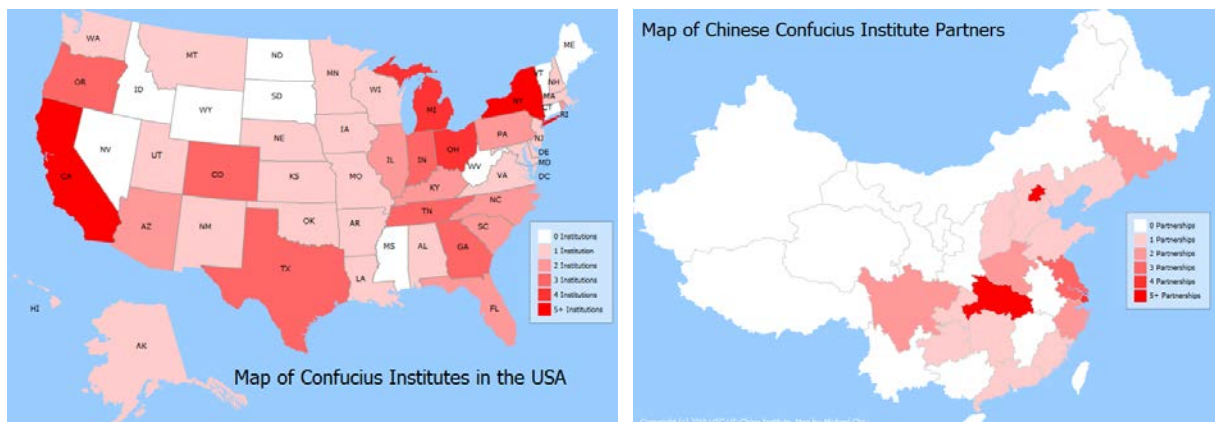 WA
MT
ND
ME
OR
ID
SD
MN
WI
VT
NH
NY
MA
CT
RI
WY
MI
NV
UT
CO
NE
IA
IL
IN
OH
PA
NJ
DE
MD
DC
CA
KS
MO
KY
WV
VA
AZ
NM
OK
AR
TN
NC
SC
TX
LA
MS
AL
GA
FL
HI
AK
0 Institutions
1 Institution
2 Institutions
3 Institutions
4 Institutions
5+ Institutions
Map of Confucius Institutes in the USA
Map of Chinese Confucius Institute Partners
0 Partnerships
1 Partnerships
2 Partnerships
3 Partnerships
4 Partnerships
5+ Partnerships